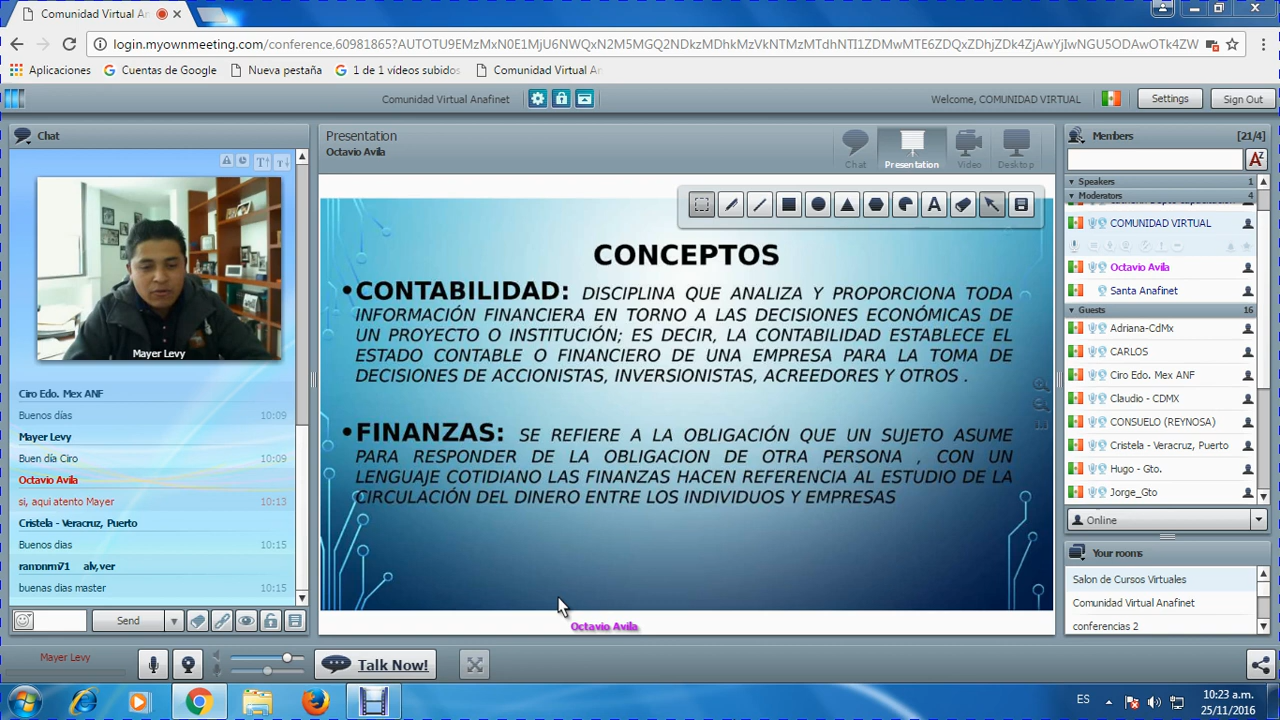 Comunidad Virtual Anafi
login.myownmeeting.com/conference.60981865?
Aplicaciones
Cuentas de Google
Nueva pestaña
1 de 1 vídeos subidos
Comunidad Virtual An
Comunidad Virtual Anafinet
Welcome, COMUNIDAD VIRTUAL
Settings
Sign Out
Chat
Presentation
Octavio Avila
Chat
Presentation
Video
Desktop
Members
[21/4]
Speakers
1
Moderators
4
COMUNIDAD VIRTUAL
Octavio Avila
Santa Anafinet
Guests
16
Adriana-CdMx
CARLOS
Ciro Edo. Mex ANF
Claudio - CDMX
CONSUELO (REYNOSA)
Cristela - Veracruz, Puerto
Hugo - Gto.
Jorge_Gto
Online
Your rooms
Salon de Cursos Virtuales
Comunidad Virtual Anafinet
conferencias 2
Mayer Levy
Ciro Edo. Mex ANF
Buenos días 10:09
Mayer Levy
Buen día Ciro 10:09
Octavio Avila
si, aqui atento Mayer 10:13
Cristela - Veracruz, Puerto
Buenos dias 10:15
alv,ver
buenas dias master 10:15
Send
CONCEPTOS
•CONTABILIDAD: DISCIPLINA QUE ANALIZA Y PROPORCIONA TODA
INFORMACIÓN FINANCIERA EN TORNO A LAS DECISIONES ECONÓMICAS DE
UN PROYECTO O INSTITUCIÓN; ES DECIR, LA CONTABILIDAD ESTABLECE EL
ESTADO CONTABLE O FINANCIERO DE UNA EMPRESA PARA LA TOMA DE
DECISIONES DE ACCIONISTAS, INVERSIONISTAS, ACREEDORES Y OTROS .
•FINANZAS: SE REFIERE A LA OBLIGACIÓN QUE UN SUJETO ASUME
PARA RESPONDER DE LA OBLIGACION DE OTRA PERSONA , CON UN
LENGUAJE COTIDIANO LAS FINANZAS HACEN REFERENCIA AL ESTUDIO DE LA
CIRCULACIÓN DEL DINERO ENTRE LOS INDIVIDUOS Y EMPRESAS
Octavio Avila
Mayer Levy
Talk Now!
ES
10:23 a.m.
25/11/2016